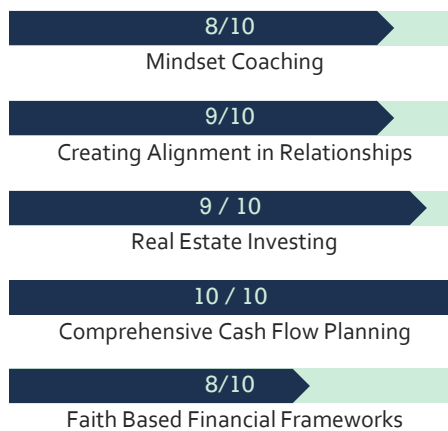 8/10
Mindset Coaching
9/10
Creating Alignment in Relationships
9 / 10
Real Estate Investing
10 / 10
Comprehensive Cash Flow Planning
8/10
Faith Based Financial Frameworks